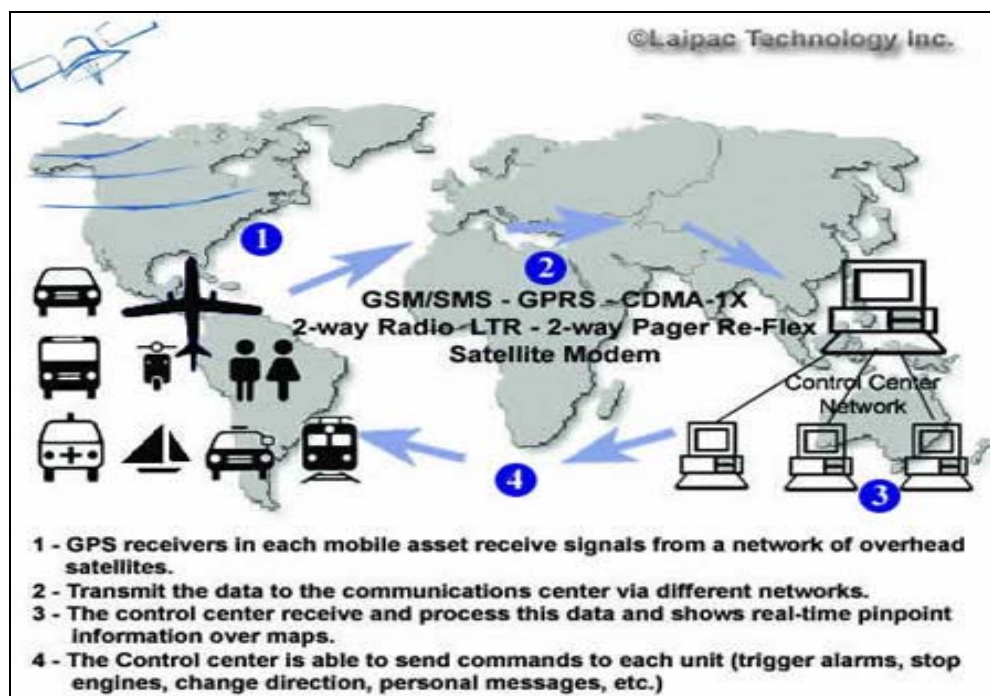 ©Laipac Technology Inc.
1
2
GSM/SMS - GPRS - CDMA-1X
2-way Radio -LTR - 2-way Pager Re-Flex
Satellite Modem
Control Center
Network
4
3
1 - GPS receivers in each mobile asset receive signals from a network of overhead
satellites.
2 - Transmit the data to the communications center via different networks.
3 - The control center receive and process this data and shows real-time pinpoint
information over maps.
4 - The Control center is able to send commands to each unit (trigger alarms, stop
engines, change direction, personal messages, etc.)